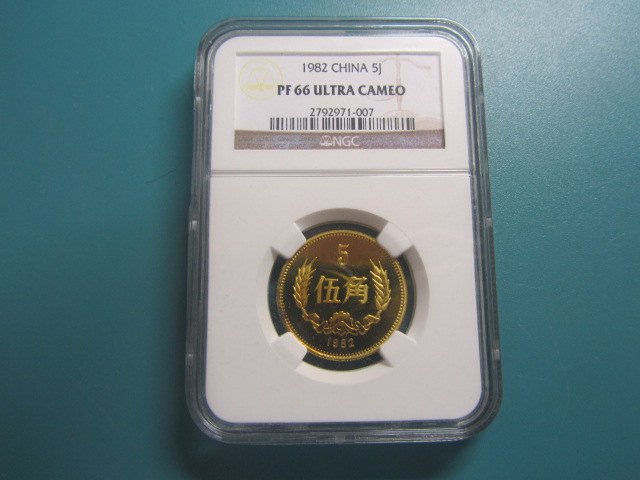 1982 CHINA 5J
PF 66 ULTRA CAMEO
2792971-007
NGC
5
伍角
1982